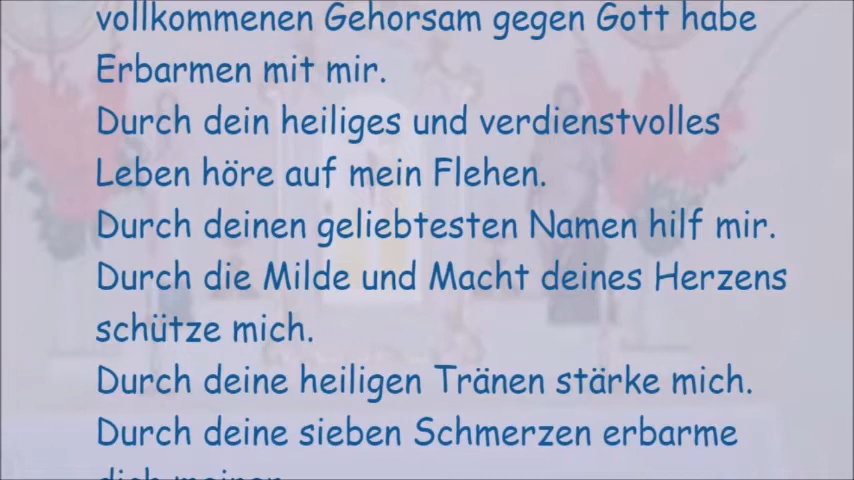 vollkommenen Gehorsam gegen Gott habe
Erbarmen mit mir.
Durch dein heiliges und verdienstvolles
Leben höre auf mein Flehen.
Durch deinen geliebtesten Namen hilf mir.
Durch die Milde und Macht deines Herzens
schütze mich.
Durch deine heiligen Tränen stärke mich.
Durch deine sieben Schmerzen erbarme
dich meiner